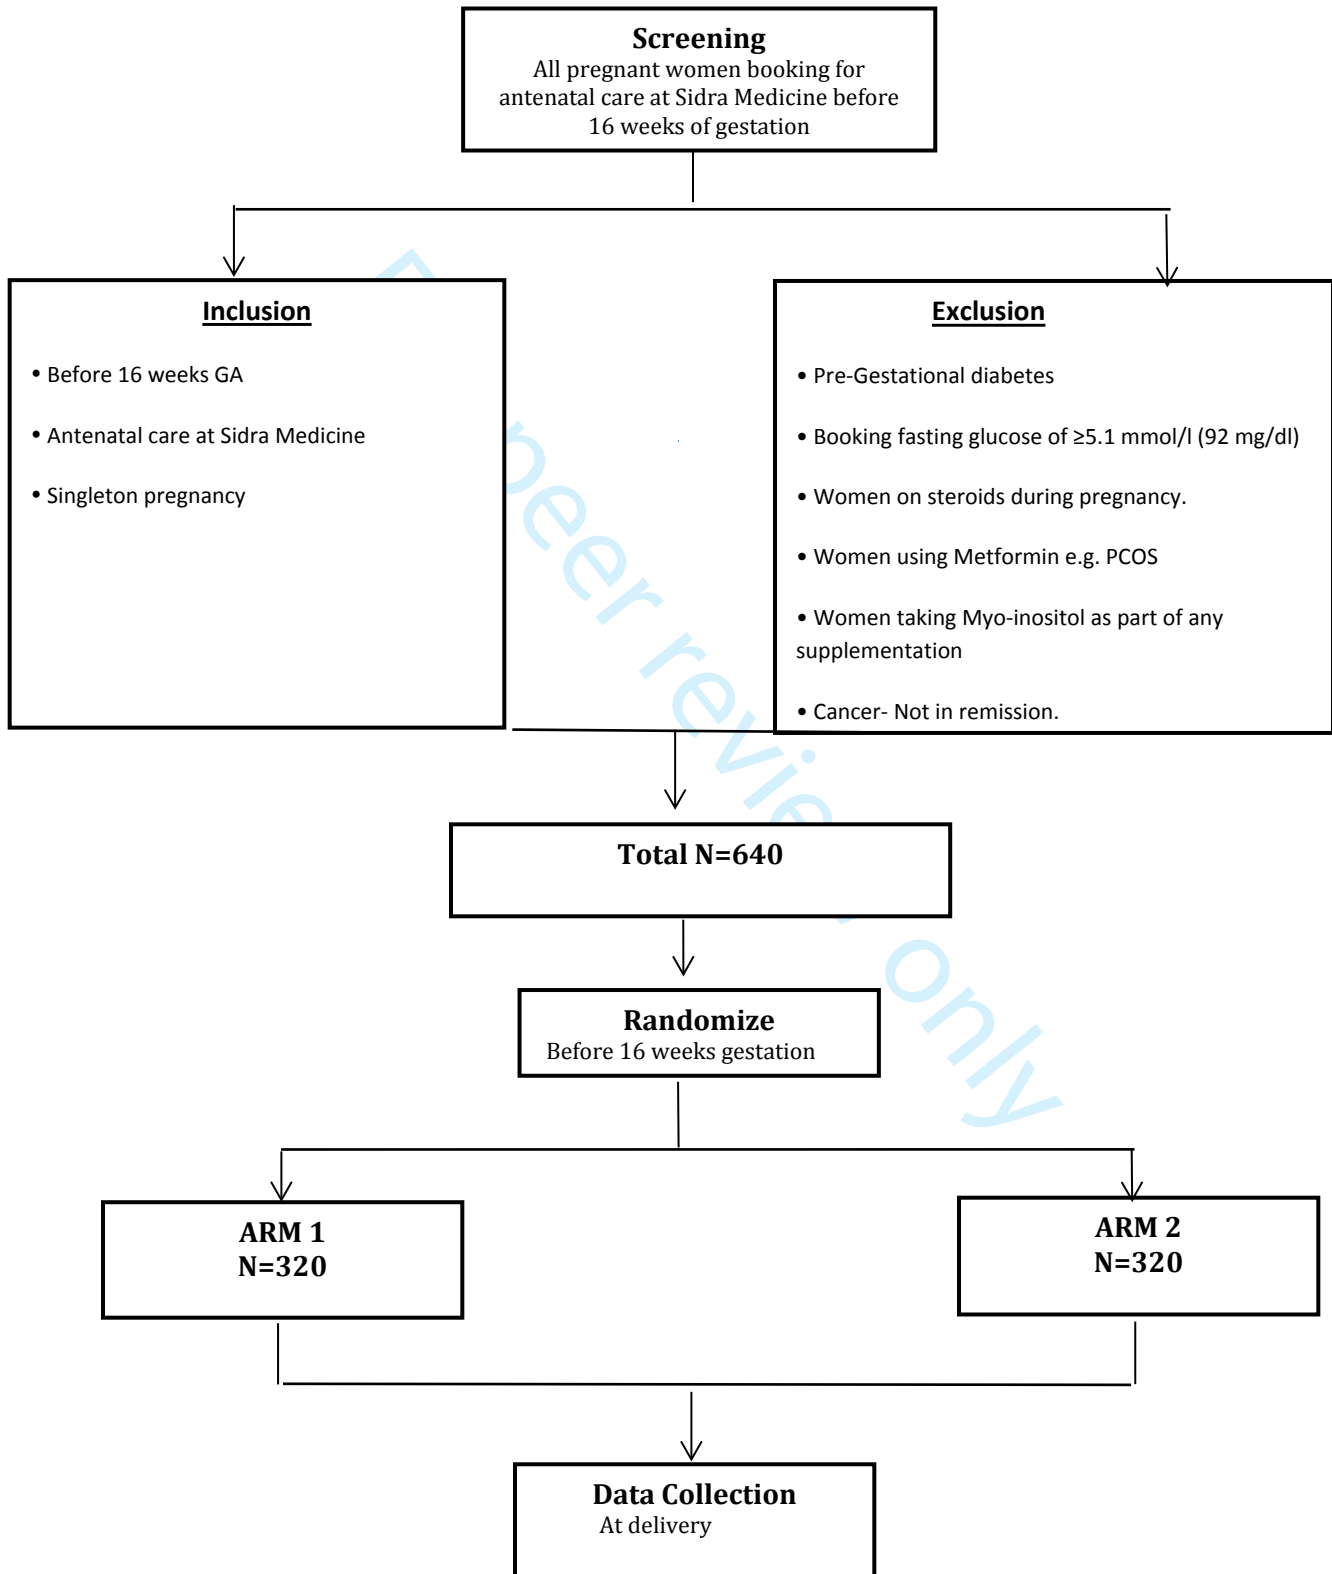 Screening
All pregnant women booking for
antenatal care at Sidra Medicine before
16 weeks of gestation
Inclusion
• Before 16 weeks GA
• Antenatal care at Sidra Medicine
• Singleton pregnancy
Exclusion
• Pre-Gestational diabetes
• Booking fasting glucose of ≥5.1 mmol/l (92 mg/dl)
• Women on steroids during pregnancy.
• Women using Metformin e.g. PCOS
• Women taking Myo-inositol as part of any
supplementation
• Cancer- Not in remission.
Total N=640
Randomize
Before 16 weeks gestation
ARM 1
N=320
ARM 2
N=320
Data Collection
At delivery
peer review only